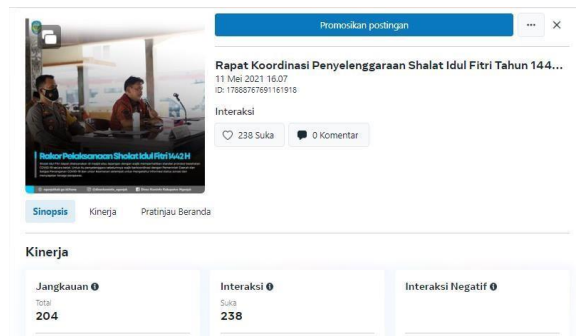 Promosikan postingan
Rapat Koordinasi Penyelenggaraan Shalat Idul Fitri Tahun 144...
11 Mei 2021 16.07
ID: 17888767691161918
Interaksi
238 Suka
0 Komentar
Rakor Pelaksanaan Sholat Idul Fitri 1442 H
Sinopsis
Kinerja
Pratinjau Beranda
Kinerja
Jangkauan
Total
204
Interaksi
Suka
238
Interaksi Negatif